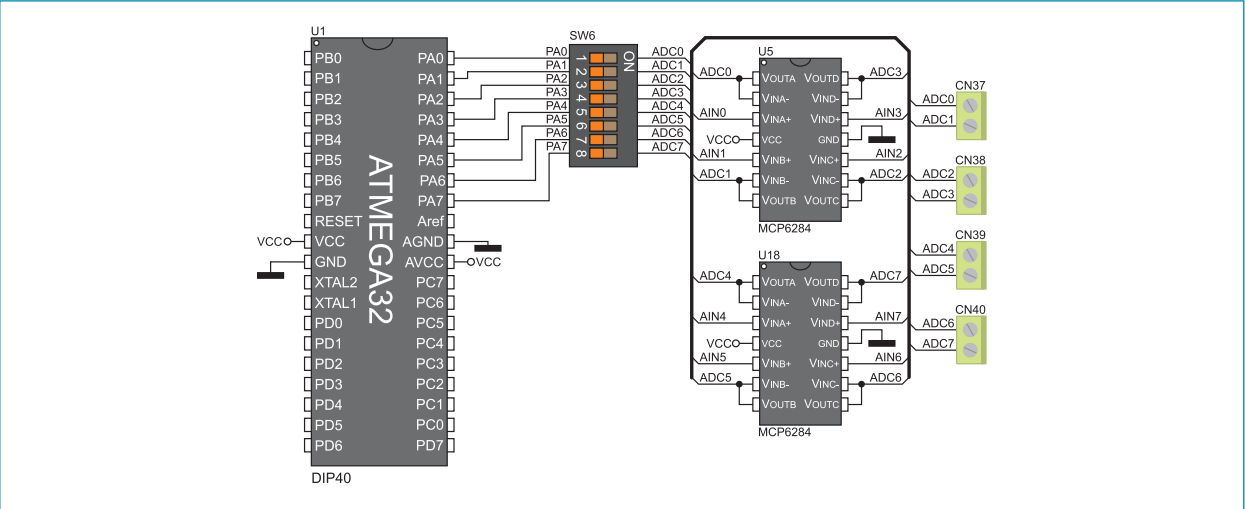 U1
PB0 PA0
PB1 PA1
PB2 PA2
PB3 PA3
PB4 PA4
PB5 PA5
PB6 PA6
PB7 PA7
RESET Aref
VCC VCC AGND
GND AVCC VCC
XTAL2 PC7
XTAL1 PC6
PD0 PC5
PD1 PC4
PD2 PC3
PD3 PC2
PD4 PC1
PD5 PC0
PD6 PD7
ATMEGA32
DIP40
SW6
ON
PA0 1 ADC0
PA1 2 ADC1
PA2 3 ADC2
PA3 4 ADC3
PA4 5 ADC4
PA5 6 ADC5
PA6 7 ADC6
PA7 8 ADC7
U5
ADC0 VOUTA VOUTD ADC3
VINA- VIND-
AIN0 VINA+ VIND+ AIN3
VCC VCC GND
AIN1 VINB+ VINC+ AIN2
ADC1 VINB- VINC- ADC2
VOUTB VOUTC
MCP6284
U18
ADC4 VOUTA VOUTD ADC7
VINA- VIND-
AIN4 VINA+ VIND+ AIN7
VCC VCC GND
AIN5 VINB+ VINC+ AIN6
ADC5 VINB- VINC- ADC6
VOUTB VOUTC
MCP6284
CN37
ADC0
ADC1
CN38
ADC2
ADC3
CN39
ADC4
ADC5
CN40
ADC6
ADC7